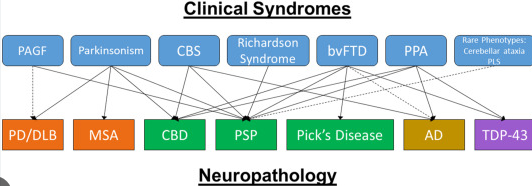 Clinical Syndromes
PAGF
Parkinsonism
CBS
Richardson
Syndrome
bvFTD
PPA
Rare Phenotypes:
Cerebellar ataxia
PLS
PD/DLB
MSA
CBD
PSP
Pick's Disease
AD
TDP-43
Neuropathology